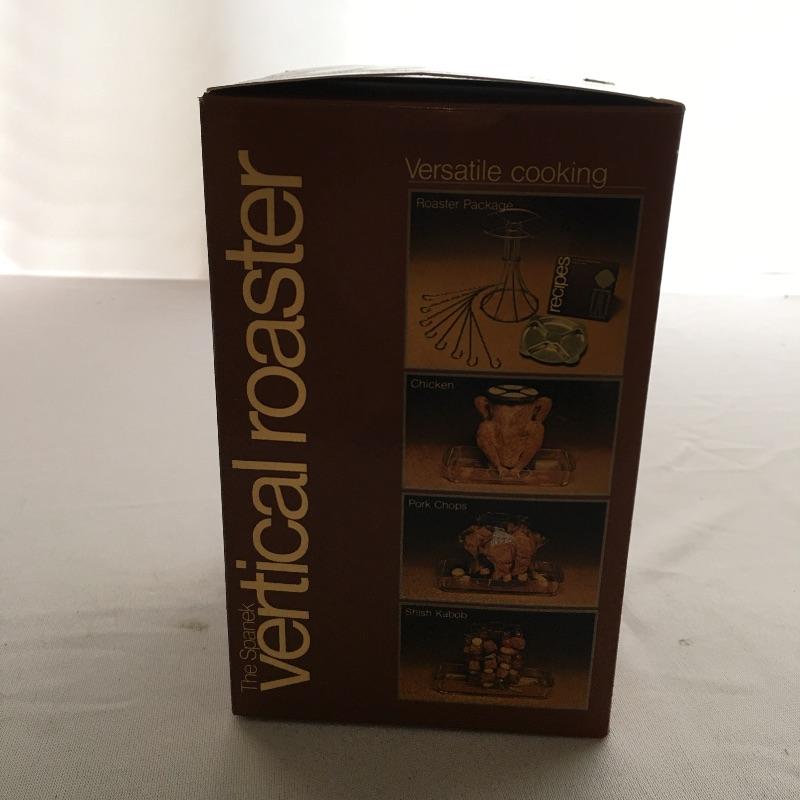 The Spanek
vertical roaster
Versatile cooking
Roaster Package
recipes
Chicken
Pork Chops
Shish Kabob